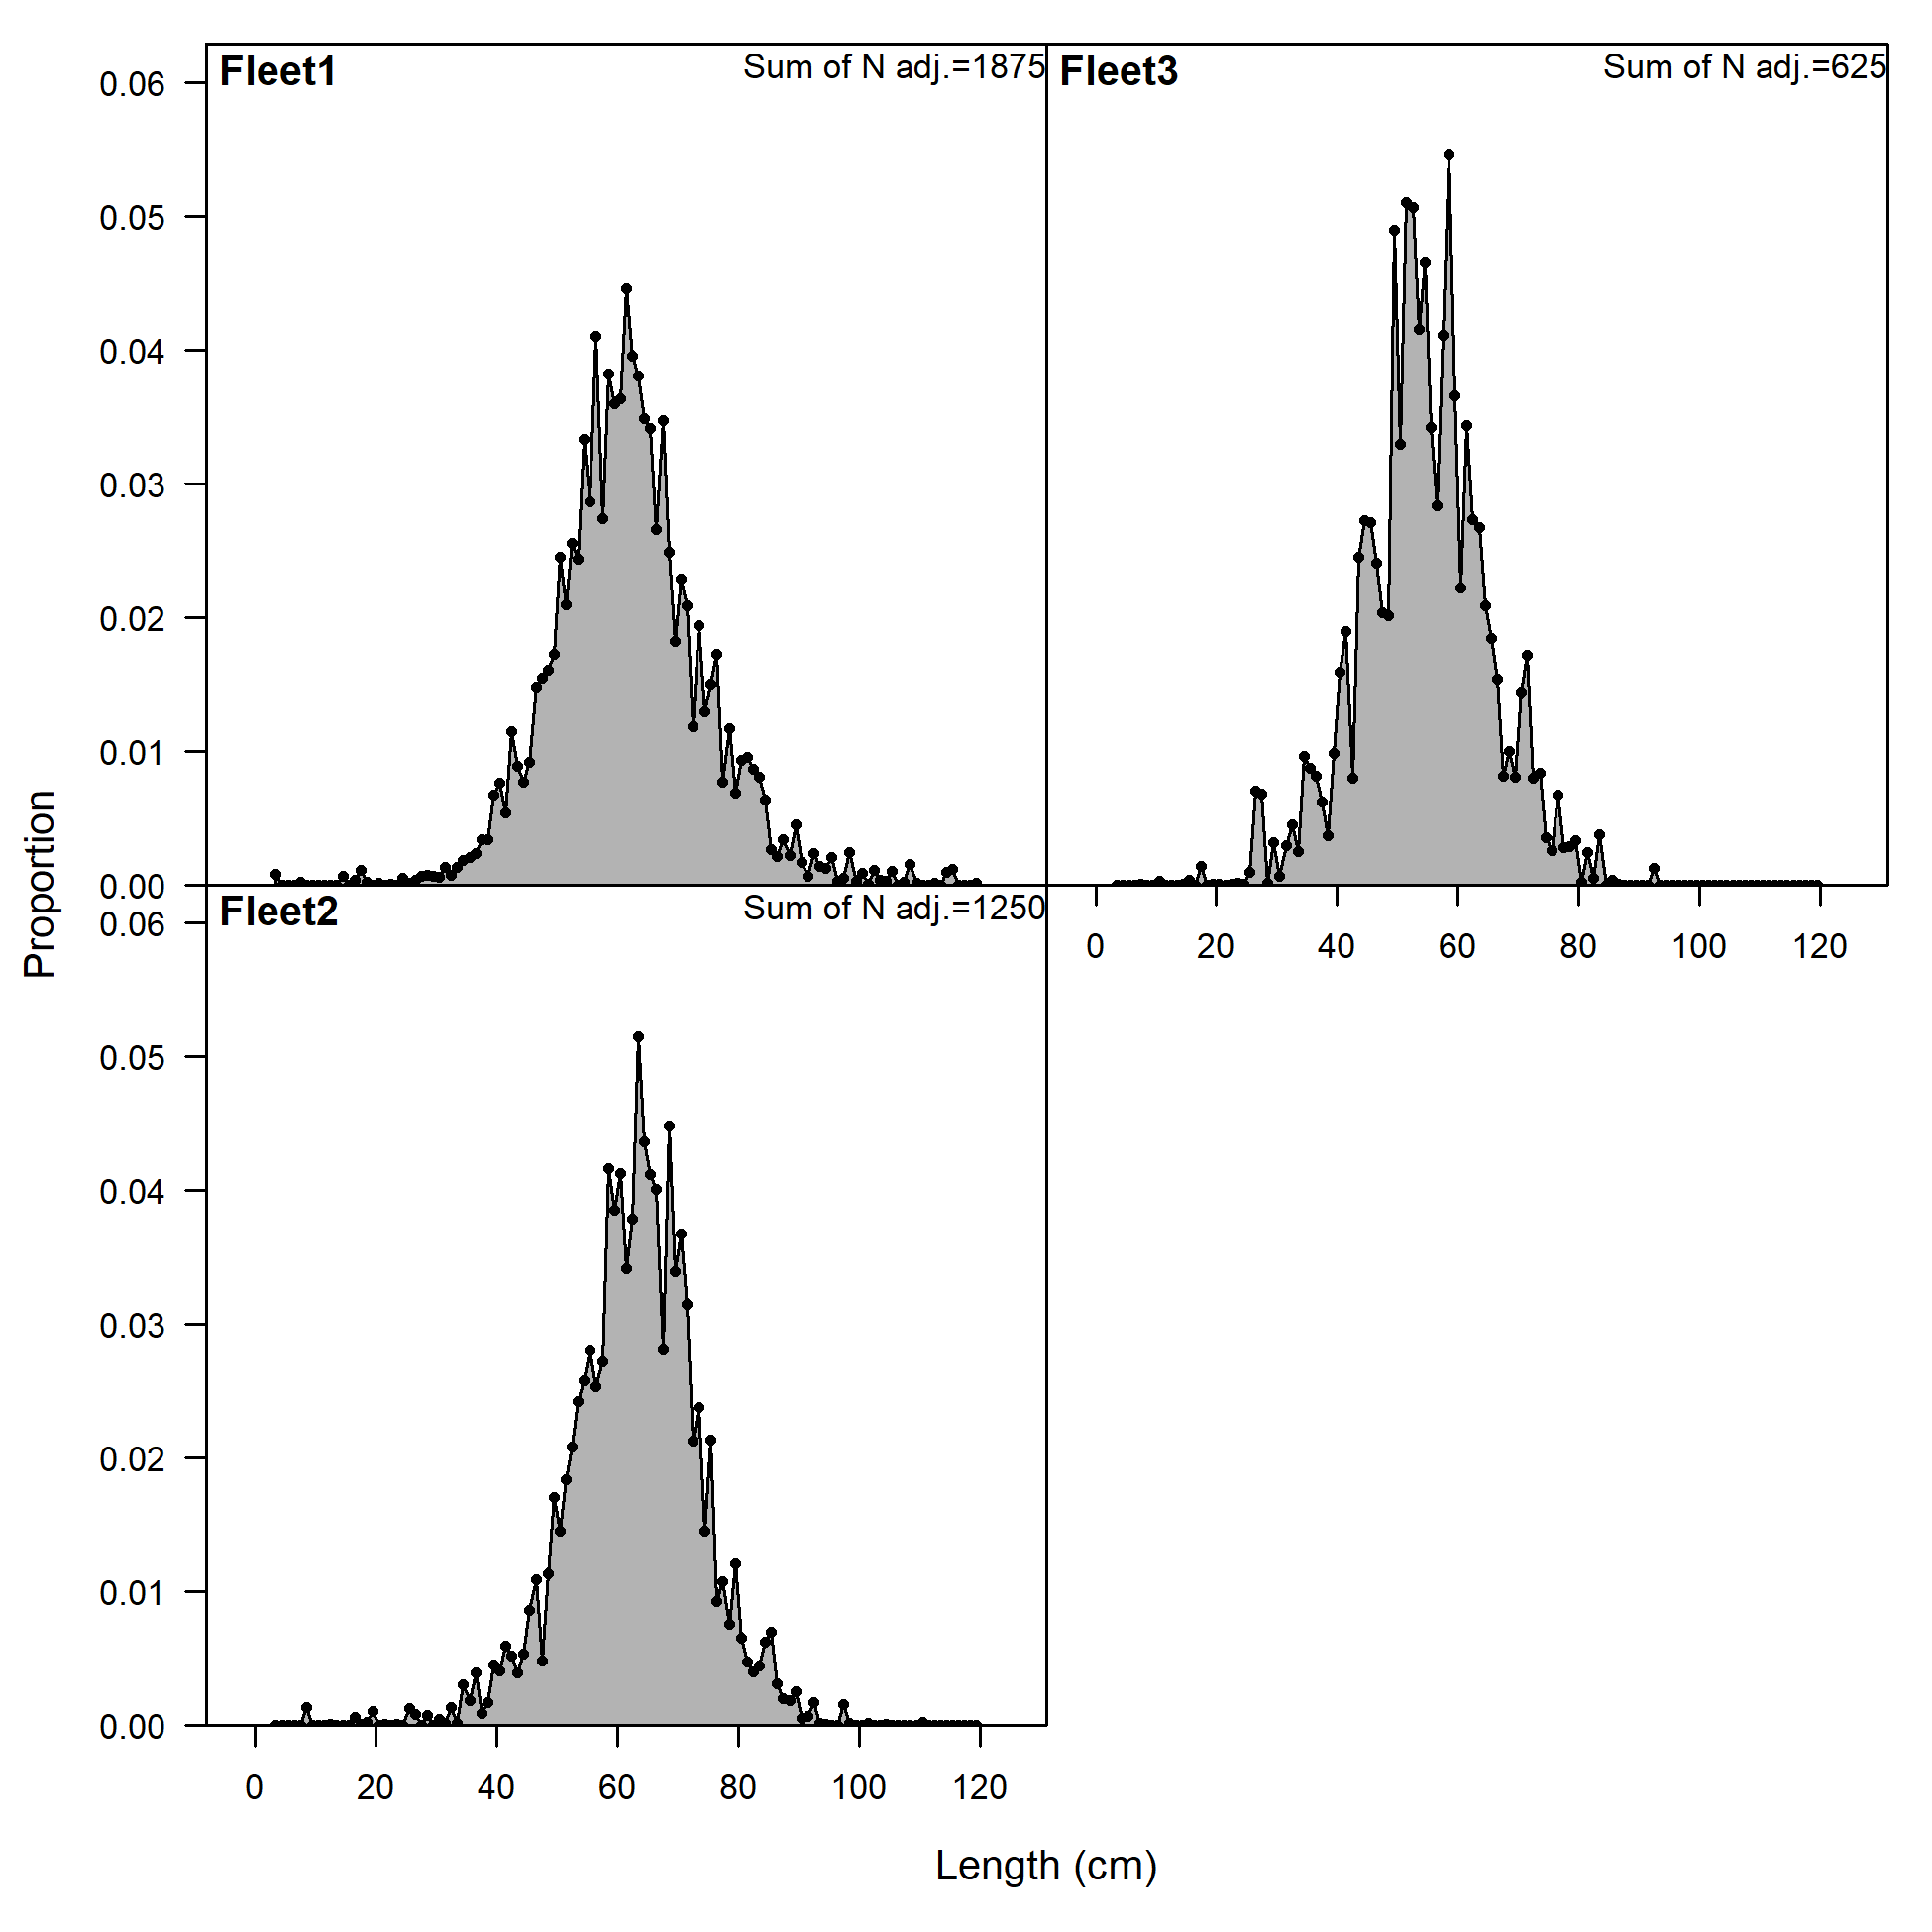 Fleet1 Sum of N adj.=1875
Fleet3 Sum of N adj.=625
0.06
0.05
0.04
0.03
0.02
0.01
0.00
0 20 40 60 80 100 120
Fleet2 Sum of N adj.=1250
0.06
0.05
0.04
0.03
0.02
0.01
0.00
0 20 40 60 80 100 120
Proportion
Length (cm)